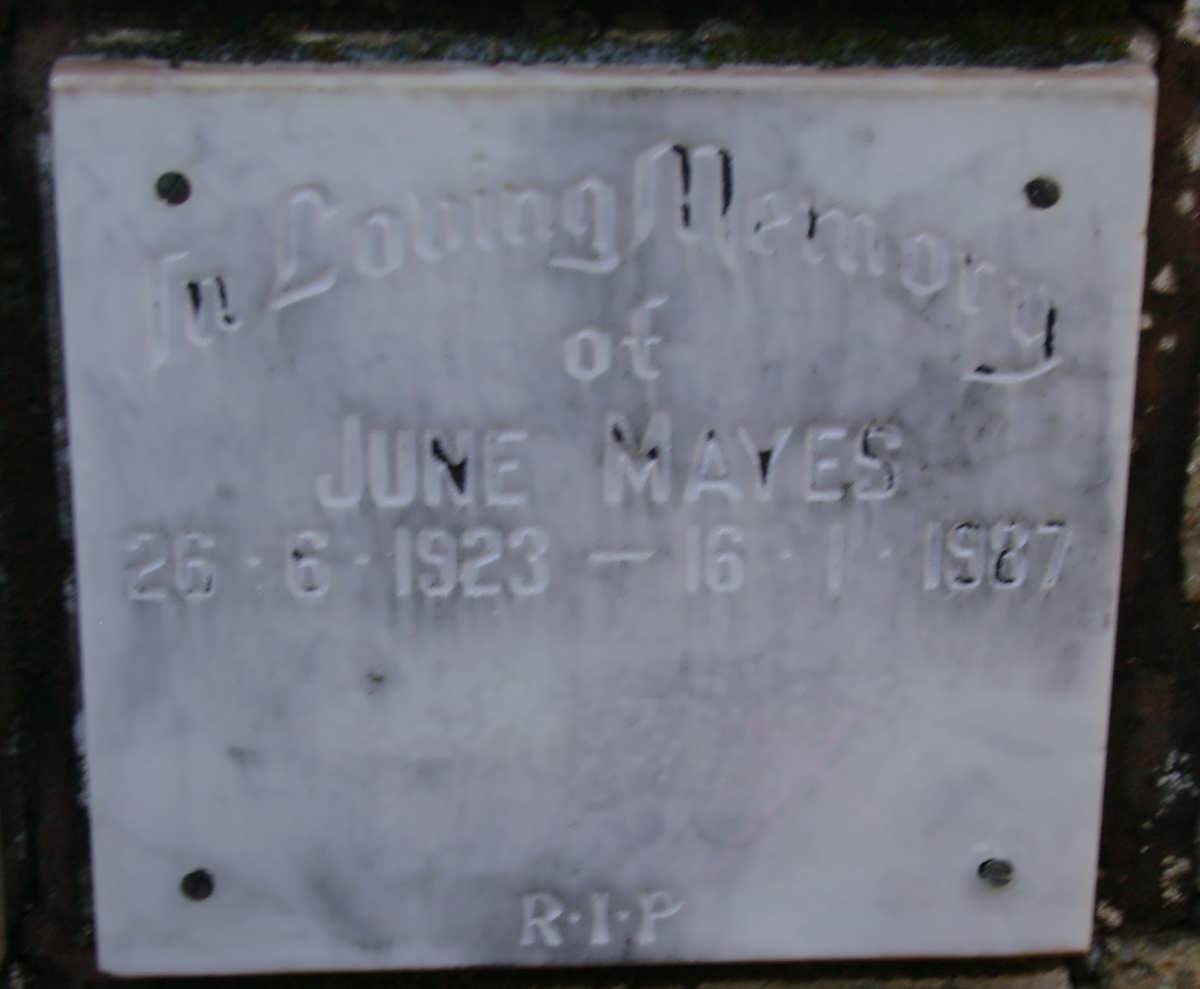 In Loving Memory
of
JUNE MAYES
26·6·1923 — 16·1·1987
R·I·P